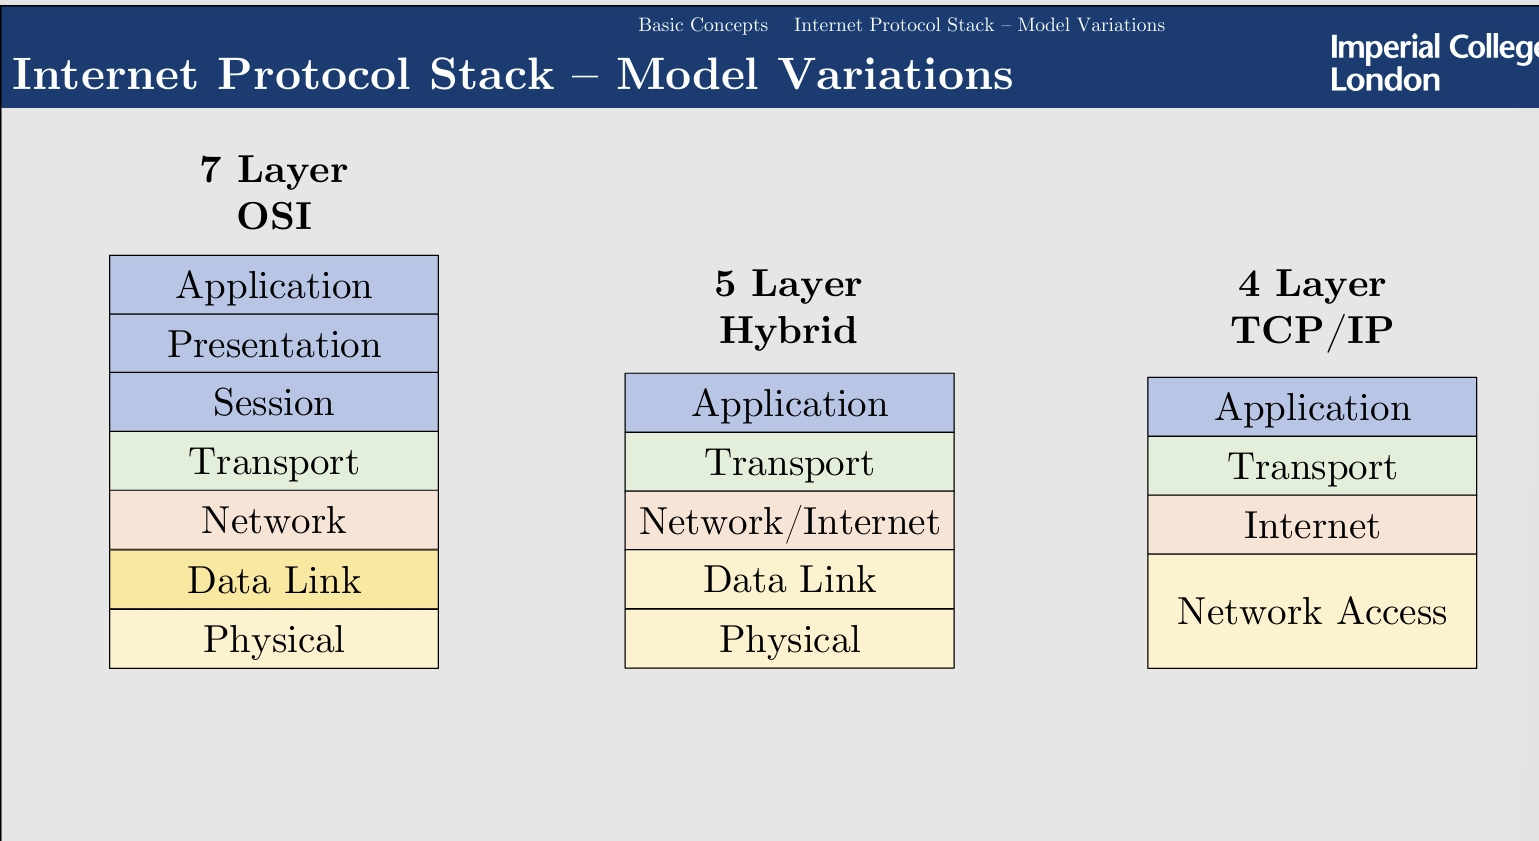 Basic Concepts Internet Protocol Stack – Model Variations
Internet Protocol Stack – Model Variations
Imperial College
London
7 Layer
OSI
Application
Presentation
Session
Transport
Network
Data Link
Physical
5 Layer
Hybrid
Application
Transport
Network/Internet
Data Link
Physical
4 Layer
TCP/IP
Application
Transport
Internet
Network Access